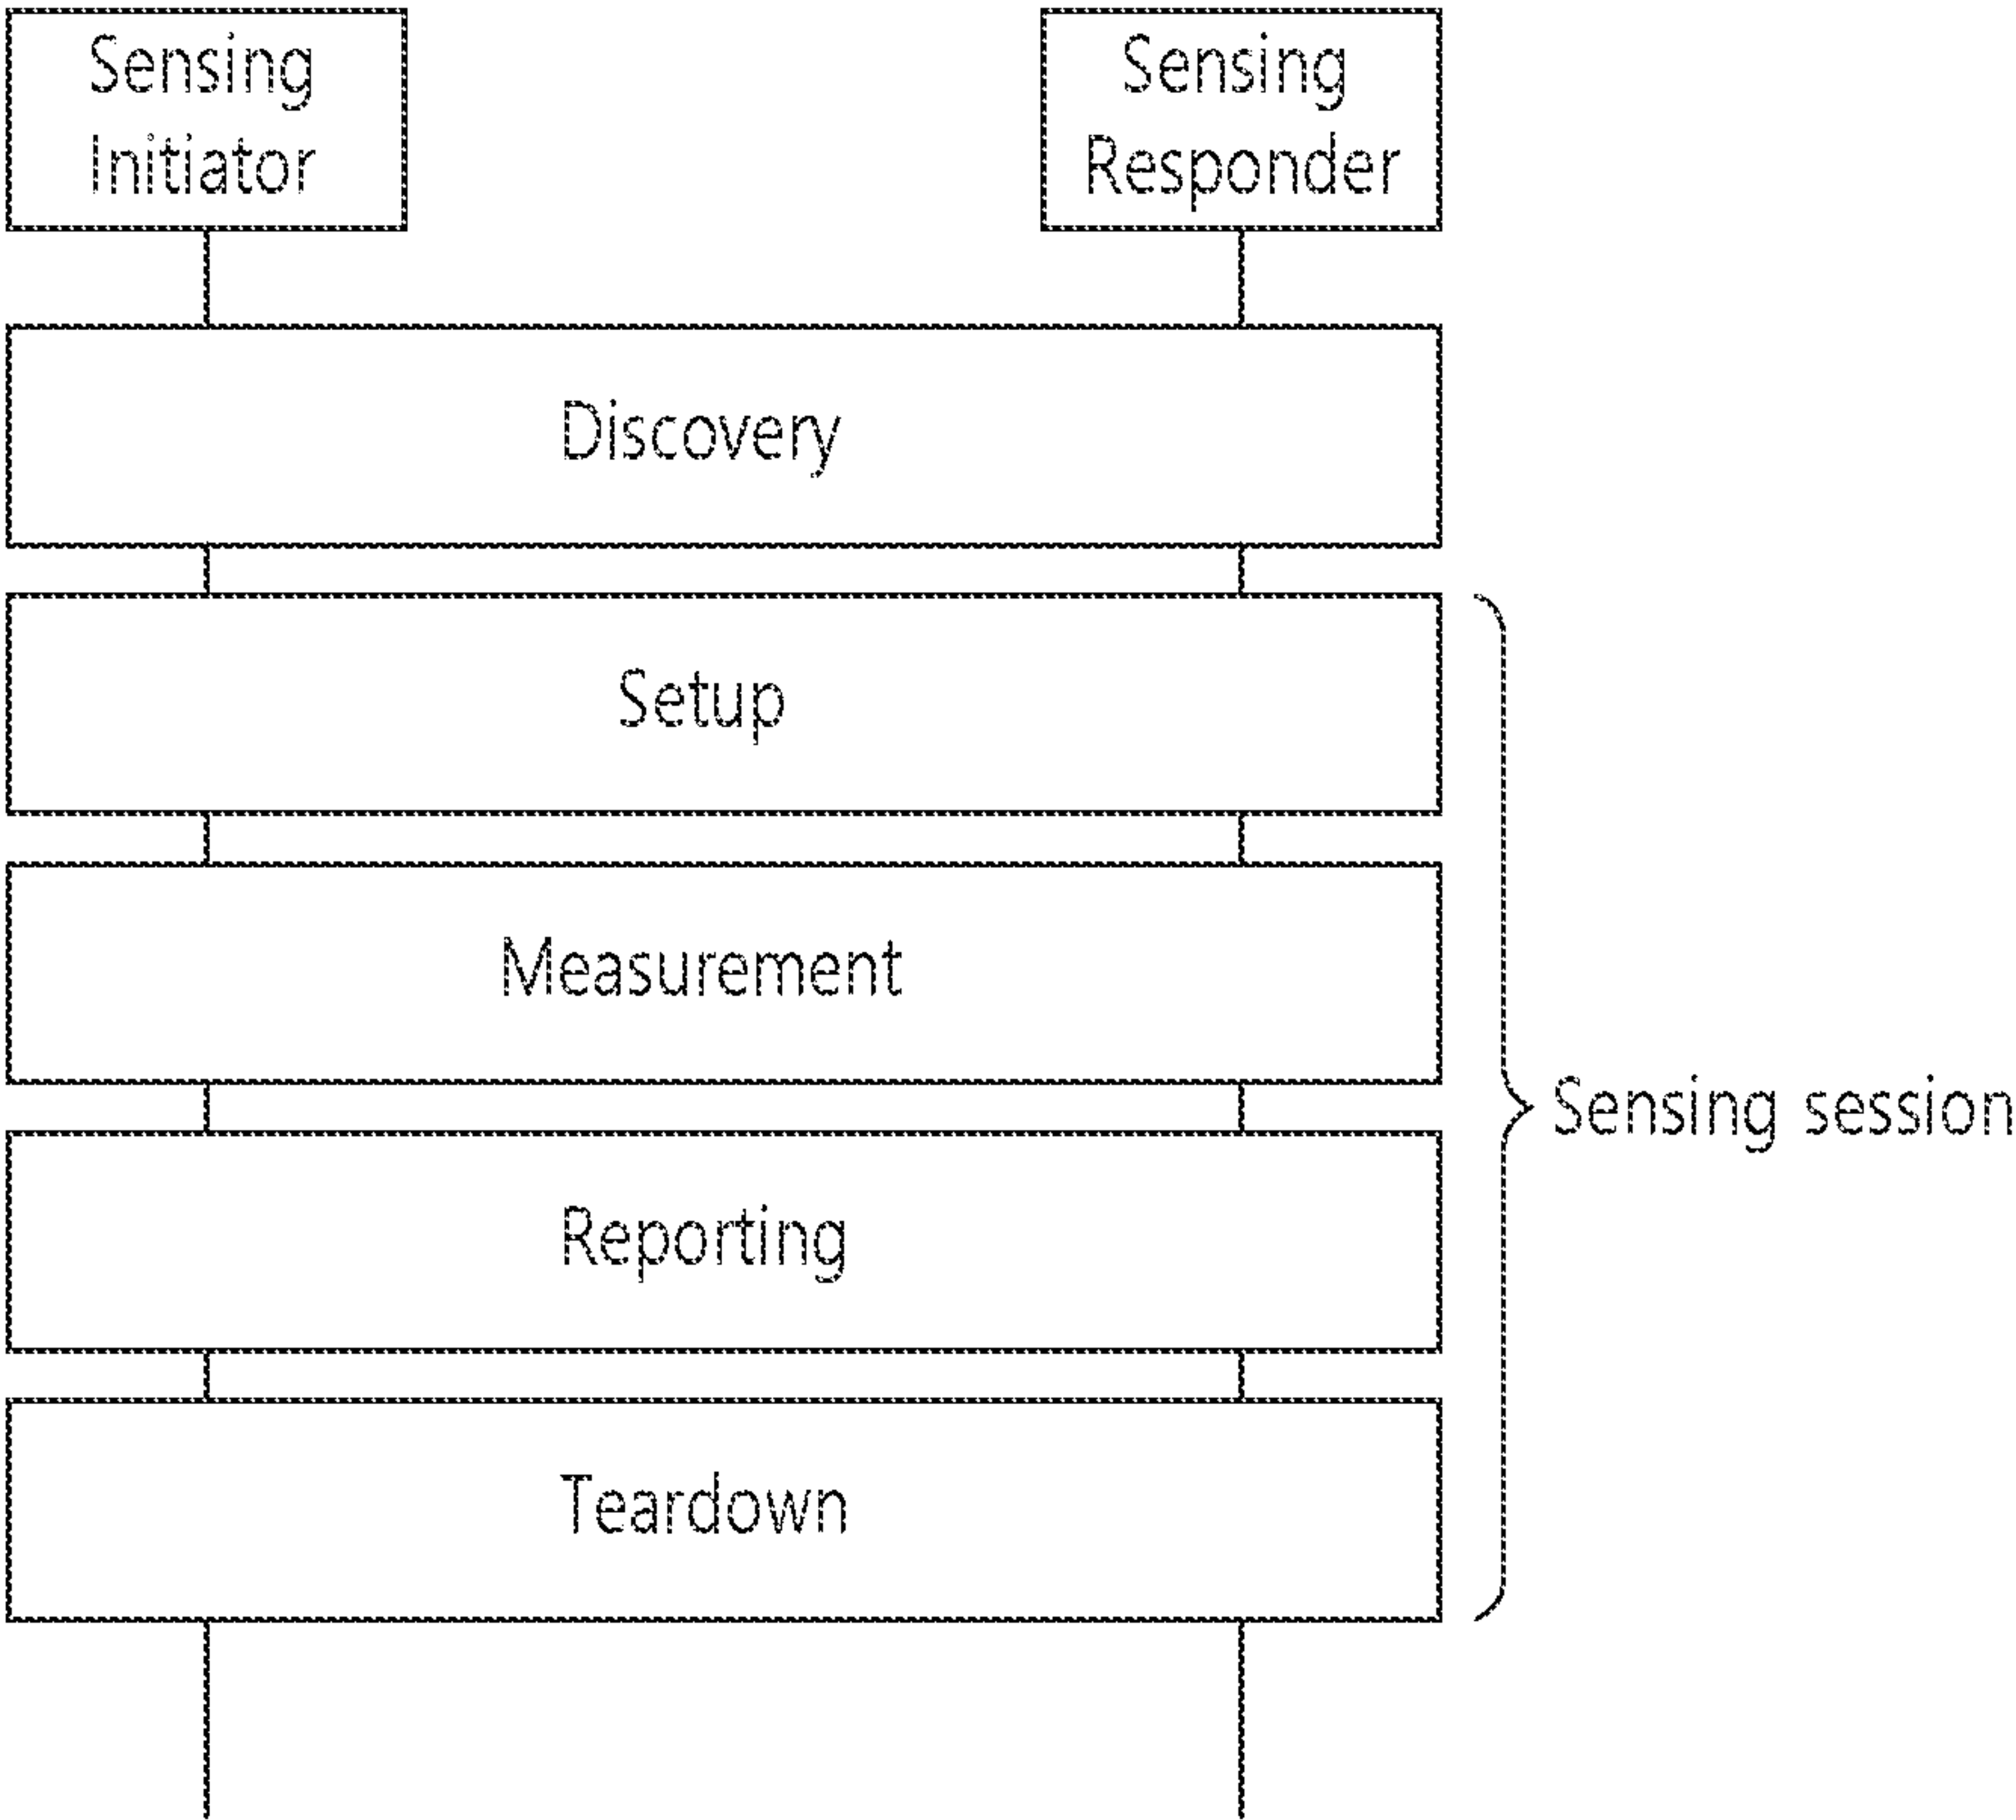 Sensing
Initiator
Sensing
Responder
Discovery
Setup
Measurement
Sensing session
Reporting
Teardown